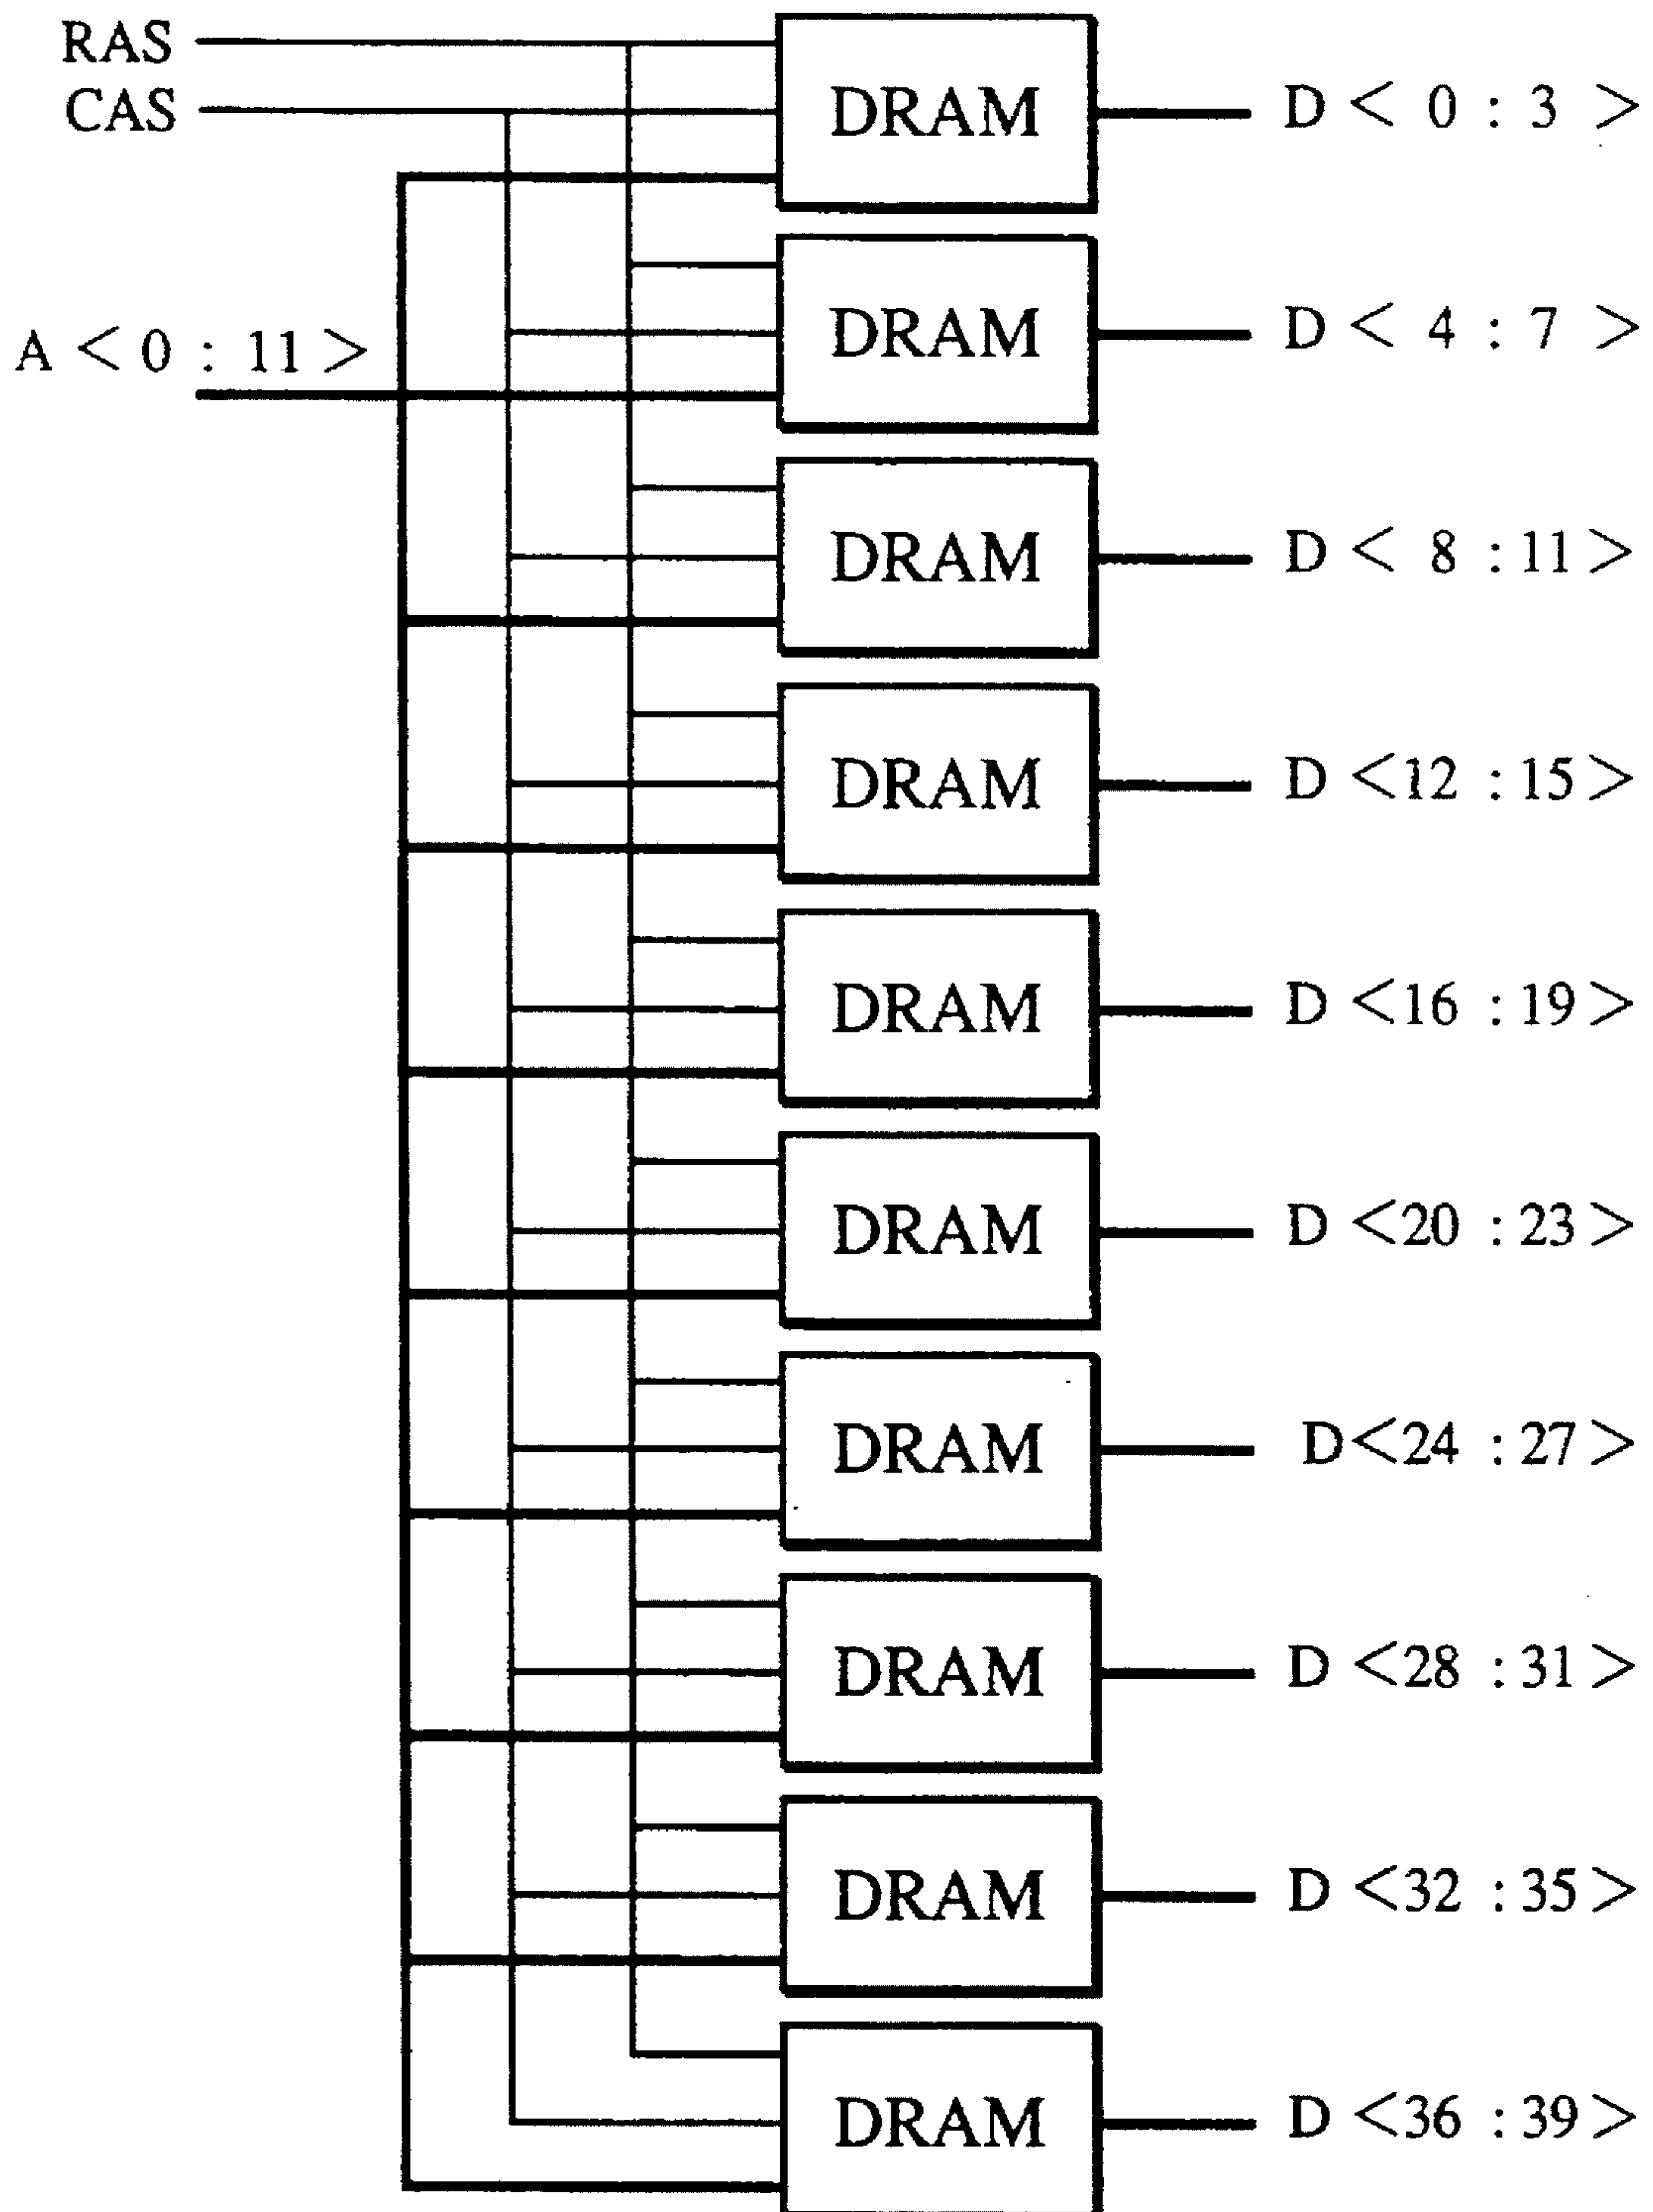 RAS
CAS
A < 0 : 11 >
DRAM D < 0 : 3 >
DRAM D < 4 : 7 >
DRAM D < 8 : 11 >
DRAM D <12 : 15 >
DRAM D <16 : 19 >
DRAM D <20 : 23 >
DRAM D<24 : 27 >
DRAM D <28 : 31 >
DRAM D <32 : 35 >
DRAM D <36 : 39 >